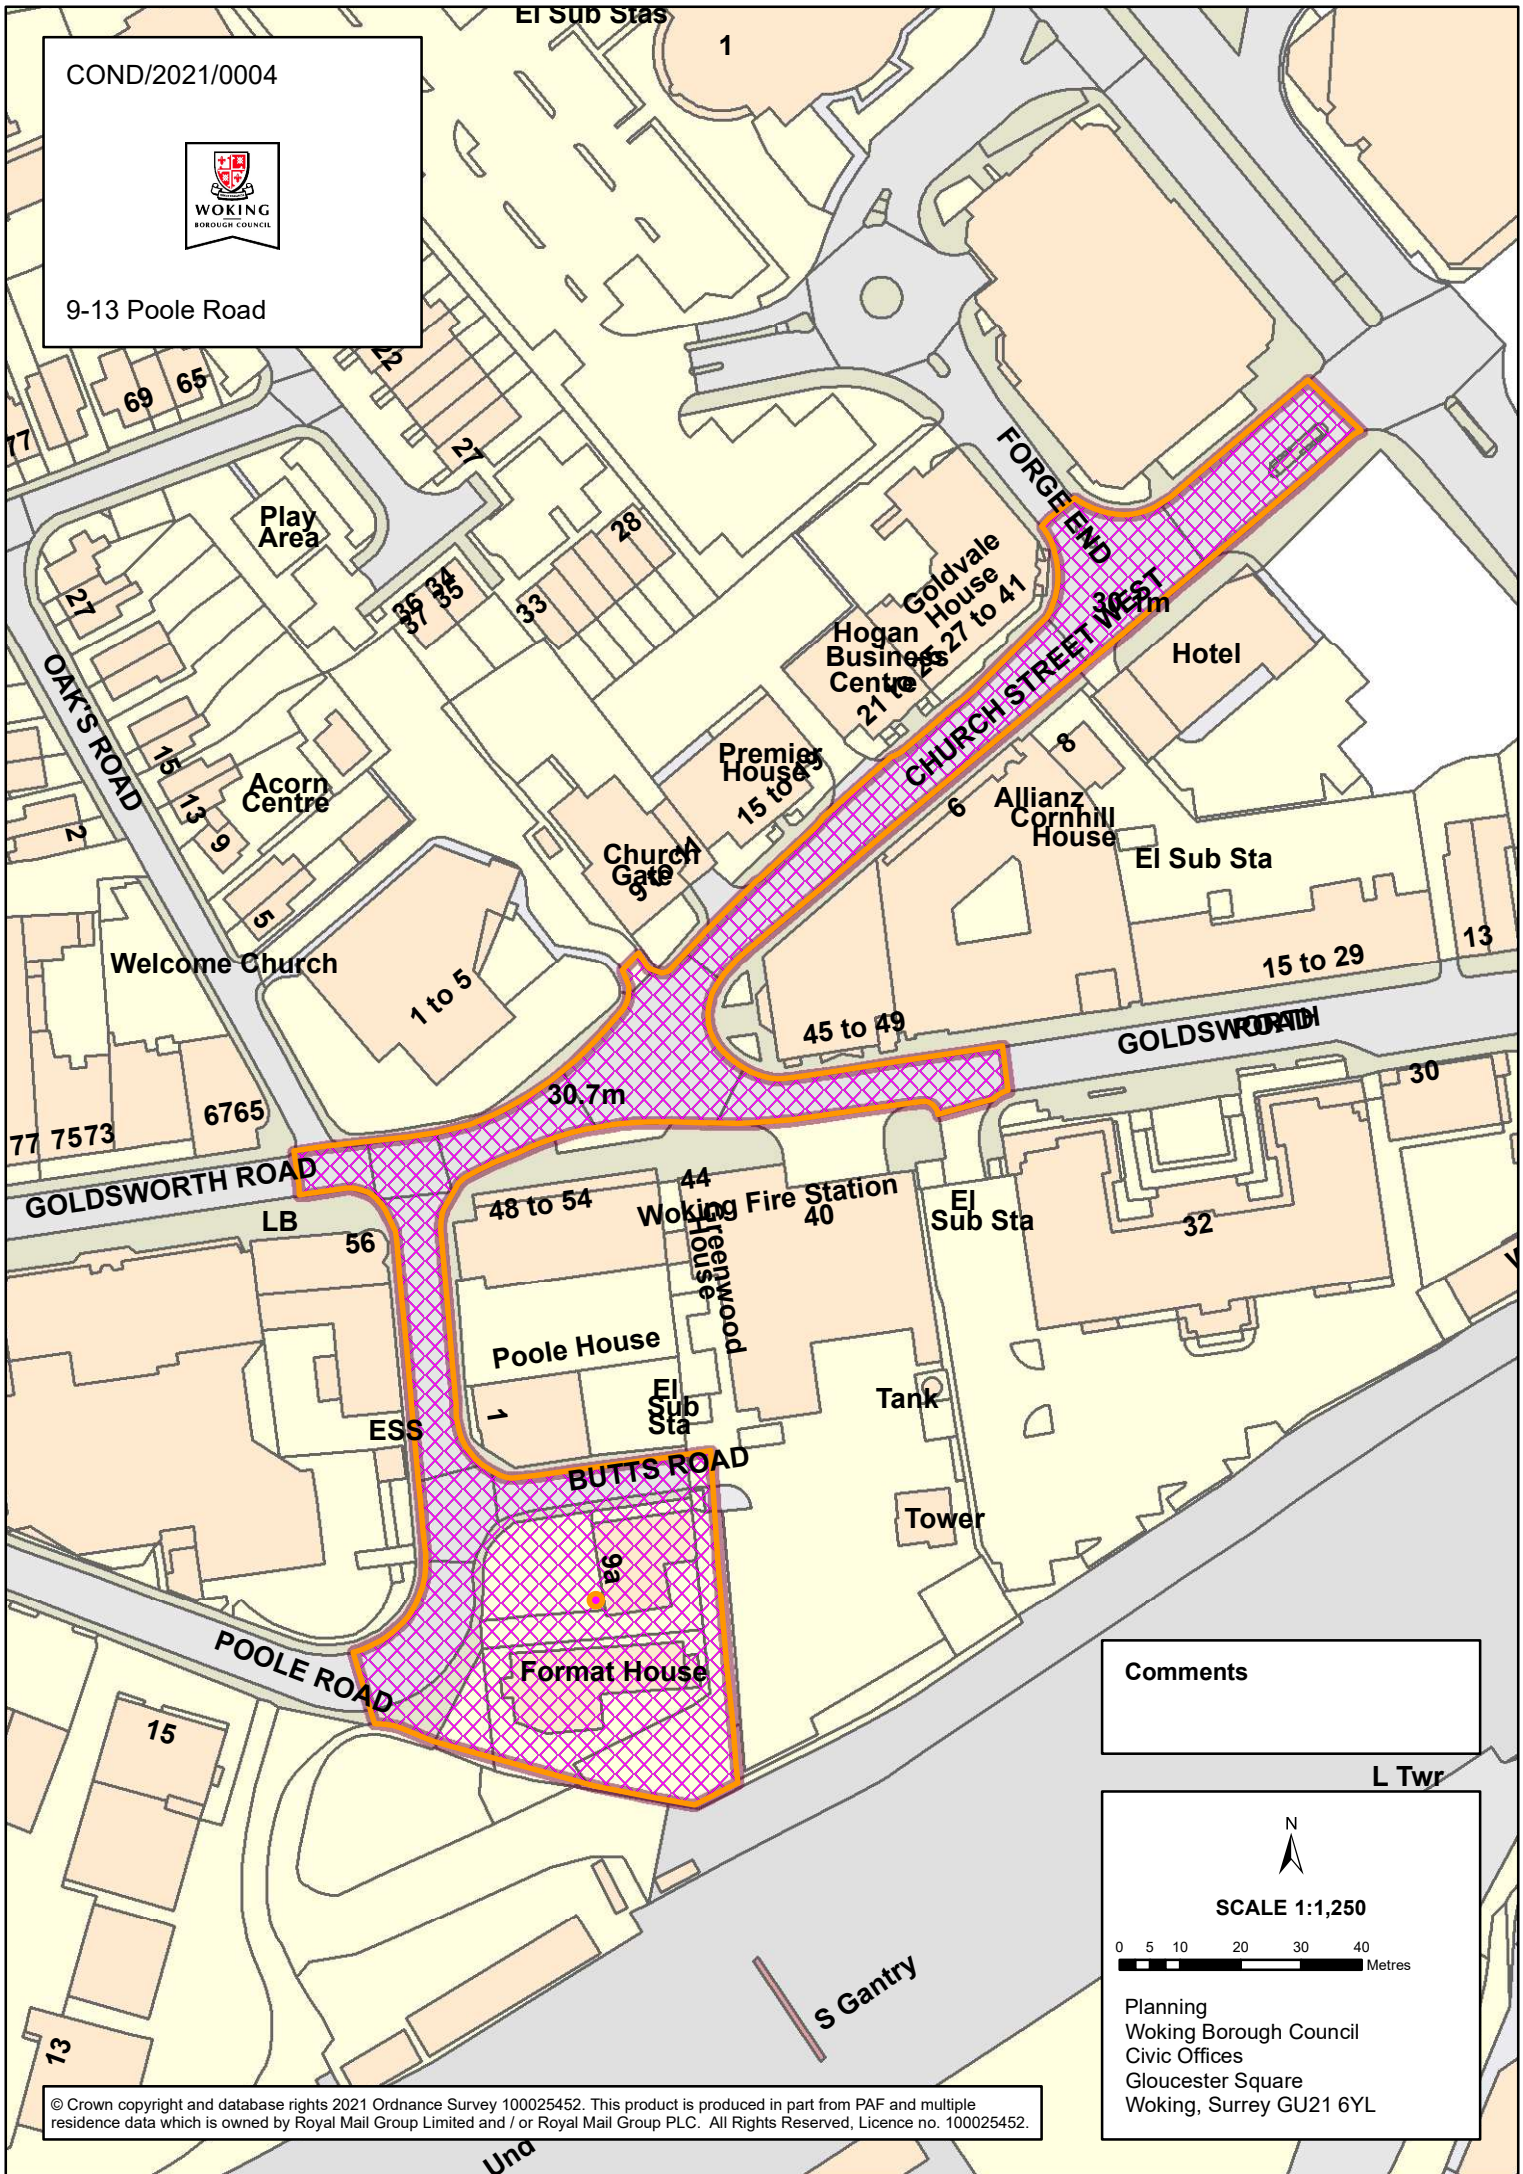 El Sub Stas
1
COND/2021/0004
WOKING
BOROUGH COUNCIL
9-13 Poole Road
22
69
65
77
27
FORGE END
Play
Area
28
36 34
37 35
33
27
Goldvale
House
27 to 41
30.1m
Hogan
Business
Centre
21 to 25
Hotel
OAK'S ROAD
CHURCH STREET WEST
15
Premier
House
15 to 19
8
Acorn
Centre
13
9
2
6
Allianz
Cornhill
House
Church
Gate
9 to 11
El Sub Sta
5
Welcome Church
1 to 5
15 to 29
13
45 to 49
GOLDSWORTH
ROAD
30.7m
30
6765
77 7573
GOLDSWORTH ROAD
44
48 to 54
Woking Fire Station
40
El
Sub Sta
32
LB
56
Greenwood
House
Poole House
El
Sub
Sta
1
Tank
ESS
BUTTS ROAD
Tower
9a
POOLE ROAD
Format House
15
Comments
L Twr
N
SCALE 1:1,250
0 5 10 20 30 40
Metres
S Gantry
13
Planning
Woking Borough Council
Civic Offices
Gloucester Square
Woking, Surrey GU21 6YL
© Crown copyright and database rights 2021 Ordnance Survey 100025452. This product is produced in part from PAF and multiple
residence data which is owned by Royal Mail Group Limited and / or Royal Mail Group PLC. All Rights Reserved, Licence no. 100025452.
Und